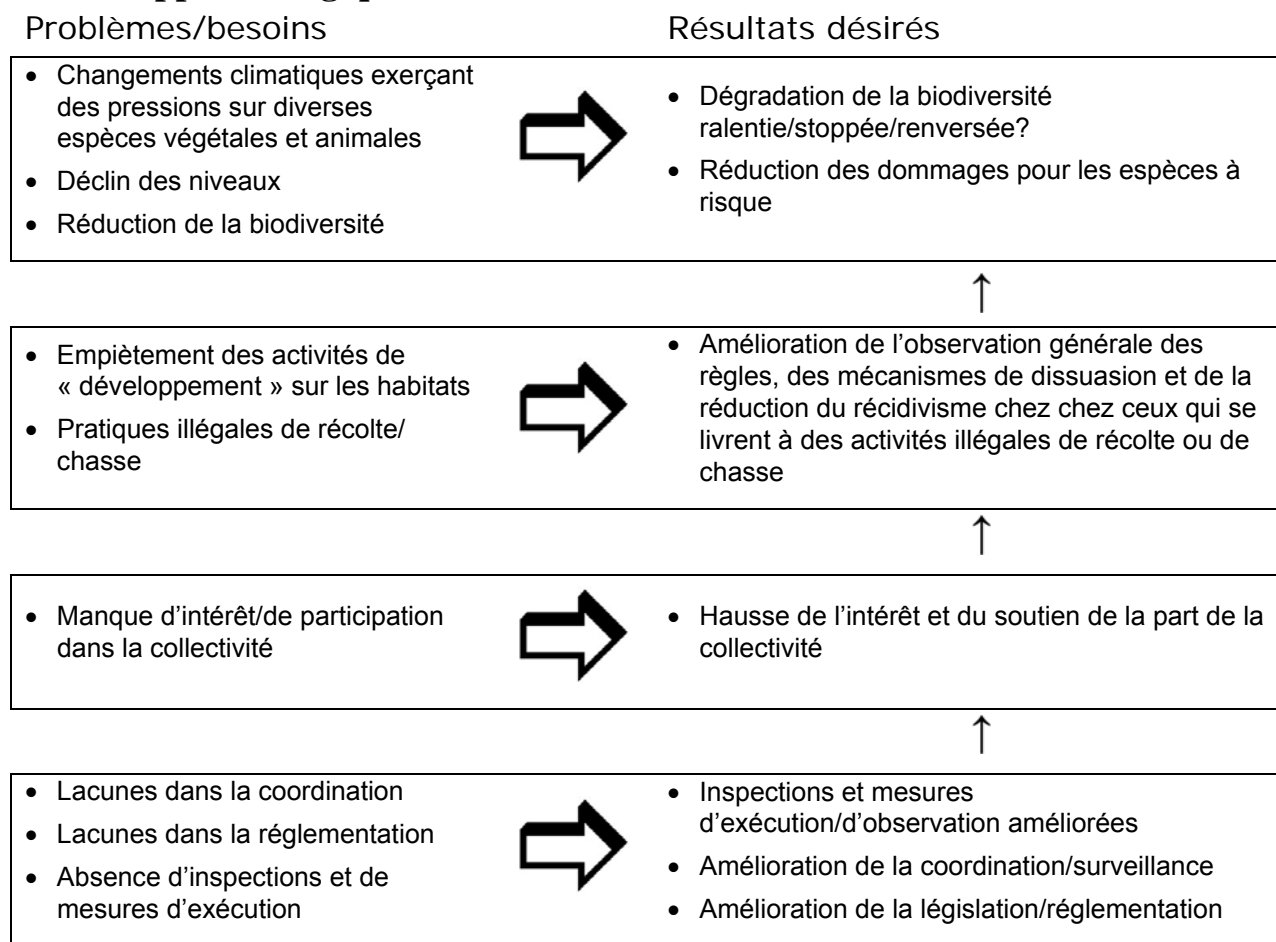 Problèmes/besoins
Résultats désirés
• Changements climatiques exerçant
des pressions sur diverses
espèces végétales et animales
• Déclin des niveaux
• Réduction de la biodiversité
• Dégradation de la biodiversité
ralentie/stoppée/renversée?
• Réduction des dommages pour les espèces à
risque
↑
• Empiètement des activités de
« développement » sur les habitats
• Pratiques illégales de récolte/
chasse
• Amélioration de l’observation générale des
règles, des mécanismes de dissuasion et de la
réduction du récidivisme chez chez ceux qui se
livrent à des activités illégales de récolte ou de
chasse
↑
• Manque d’intérêt/de participation
dans la collectivité
• Hausse de l’intérêt et du soutien de la part de la
collectivité
↑
• Lacunes dans la coordination
• Lacunes dans la réglementation
• Absence d’inspections et de
mesures d’exécution
• Inspections et mesures
d’exécution/d’observation améliorées
• Amélioration de la coordination/surveillance
• Amélioration de la législation/réglementation